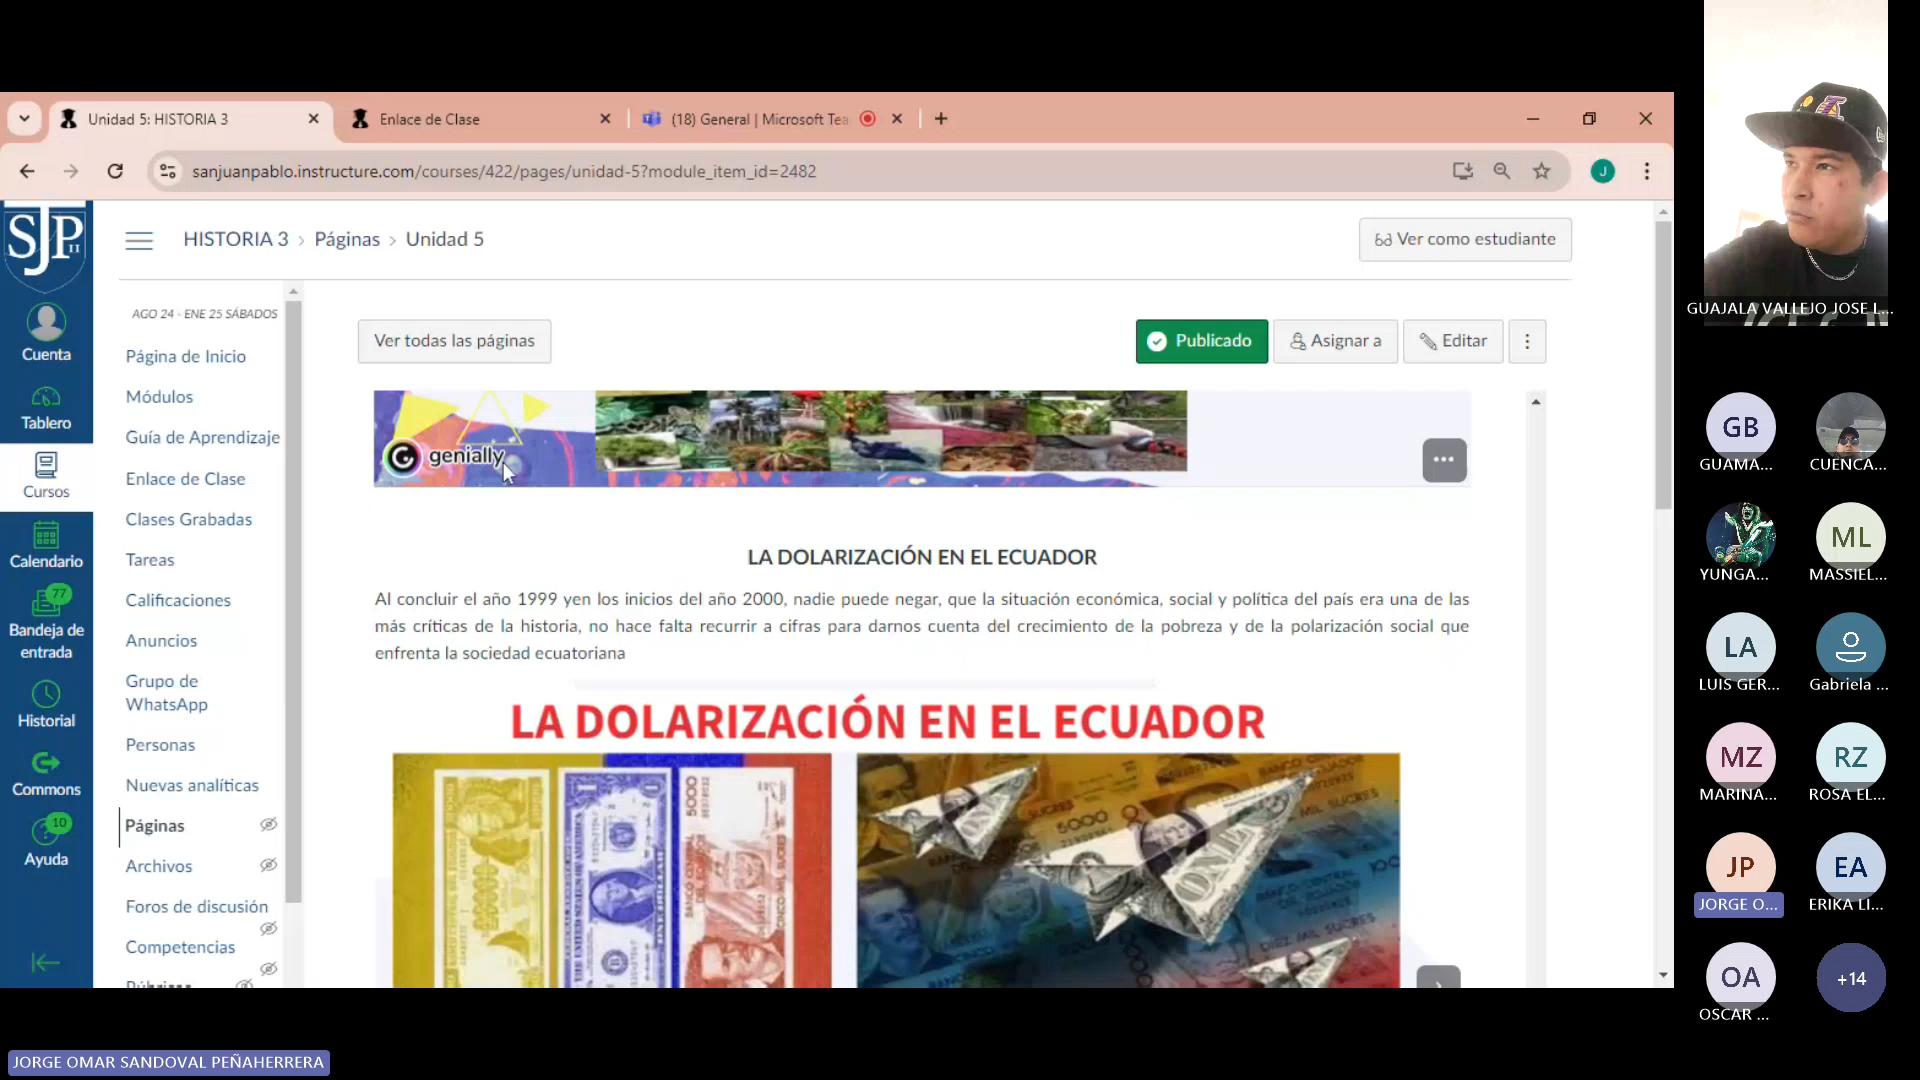 Unidad 5: HISTORIA 3
Enlace de Clase
(18) General | Microsoft Tea
sanjuanpablo.instructure.com/courses/422/pages/unidad-5?module_item_id=2482
J
SJP II
HISTORIA 3 > Páginas > Unidad 5
Ver como estudiante
Cuenta
Tablero
Cursos
Calendario
77
Bandeja de entrada
Historial
Commons
10
Ayuda
AGO 24 - ENE 25 SÁBADOS
Página de Inicio
Módulos
Guía de Aprendizaje
Enlace de Clase
Clases Grabadas
Tareas
Calificaciones
Anuncios
Grupo de
WhatsApp
Personas
Nuevas analíticas
Páginas
Archivos
Foros de discusión
Competencias
Ver todas las páginas
Publicado
Asignar a
Editar
genially
LA DOLARIZACIÓN EN EL ECUADOR
Al concluir el año 1999 yen los inicios del año 2000, nadie puede negar, que la situación económica, social y política del país era una de las
más críticas de la historia, no hace falta recurrir a cifras para darnos cuenta del crecimiento de la pobreza y de la polarización social que
enfrenta la sociedad ecuatoriana
LA DOLARIZACIÓN EN EL ECUADOR
5000
ONE
GUAJALA VALLEJO JOSE L...
GB
GUAMA...
CUENCA...
YUNGA...
ML
MASSIEL...
LA
LUIS GER...
Gabriela ...
MZ
MARINA...
RZ
ROSA EL...
JP
JORGE O...
EA
ERIKA LI...
OA
OSCAR ...
+14
JORGE OMAR SANDOVAL PEÑAHERRERA